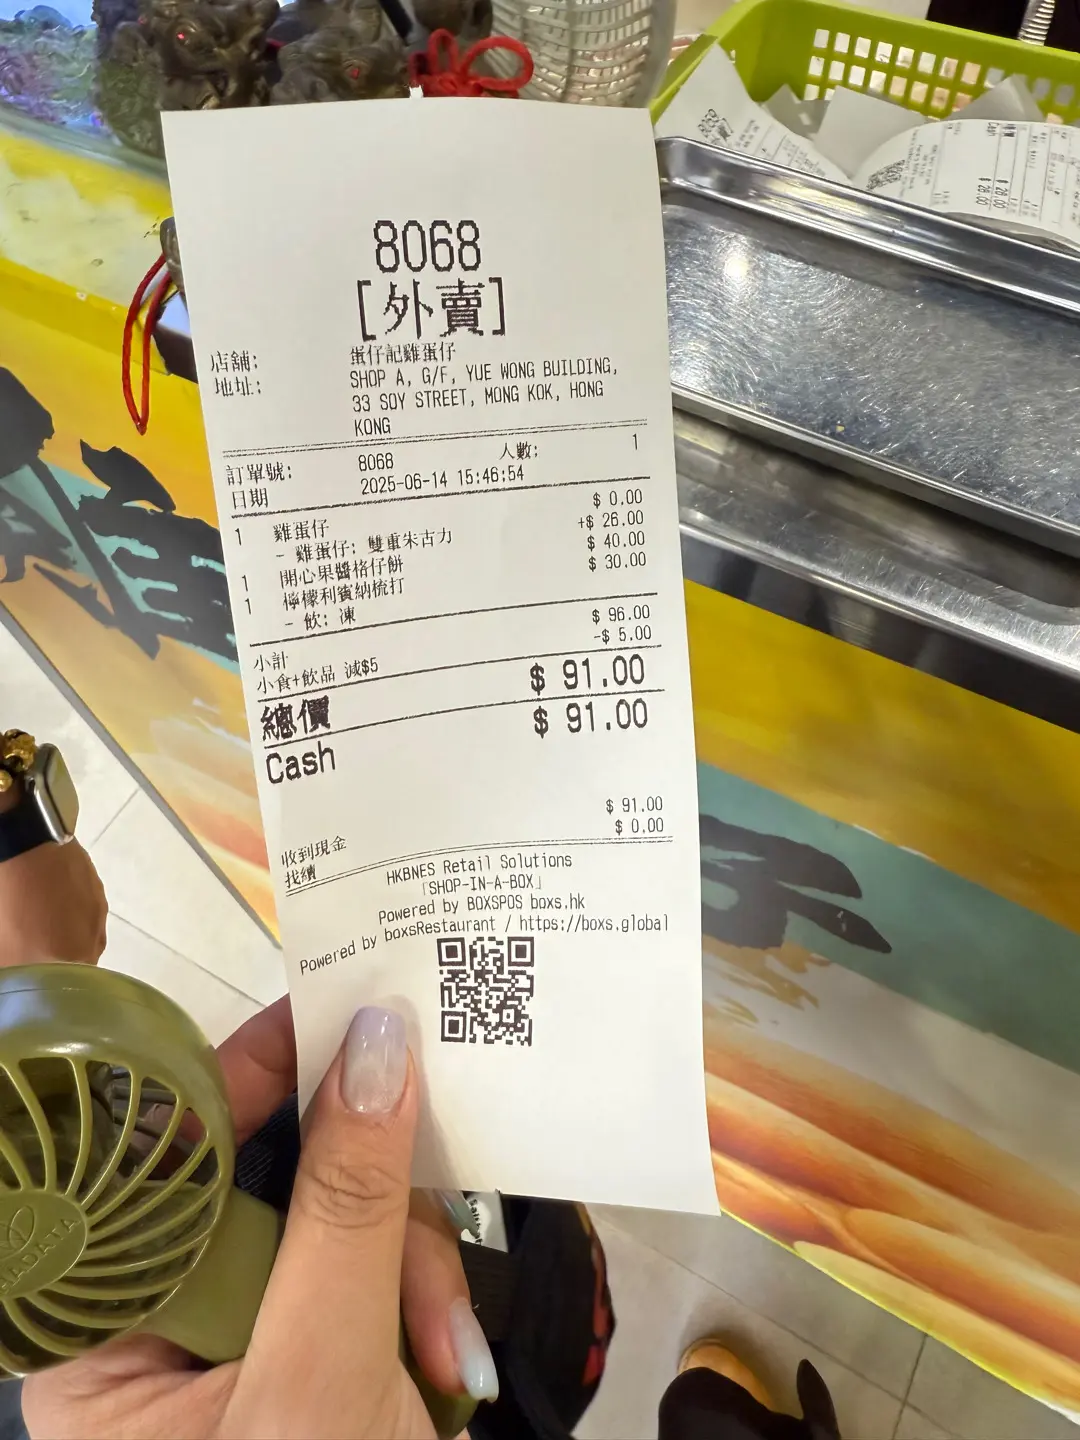 8068
[外賣]
店舖: 蛋仔記雞蛋仔
地址: SHOP A, G/F, YUE WONG BUILDING,
33 SOY STREET, MONG KOK, HONG
KONG
訂單號: 8068 人數: 1
日期 2025-06-14 15:46:54
1 雞蛋仔 $ 0.00
- 雞蛋仔: 雙重朱古力 +$ 26.00
1 開心果醬格仔餅 $ 40.00
1 檸檬利賓納梳打 $ 30.00
- 飲: 凍
小計 $ 96.00
小食+飲品 減$5 -$ 5.00
總價 $ 91.00
Cash $ 91.00
收到現金 $ 91.00
找續 $ 0.00
HKBNES Retail Solutions
「SHOP-IN-A-BOX」
Powered by BOXSPOS boxs.hk
Powered by boxsRestaurant / https://boxs.global
Cash
$ 28.00
$ 28.00